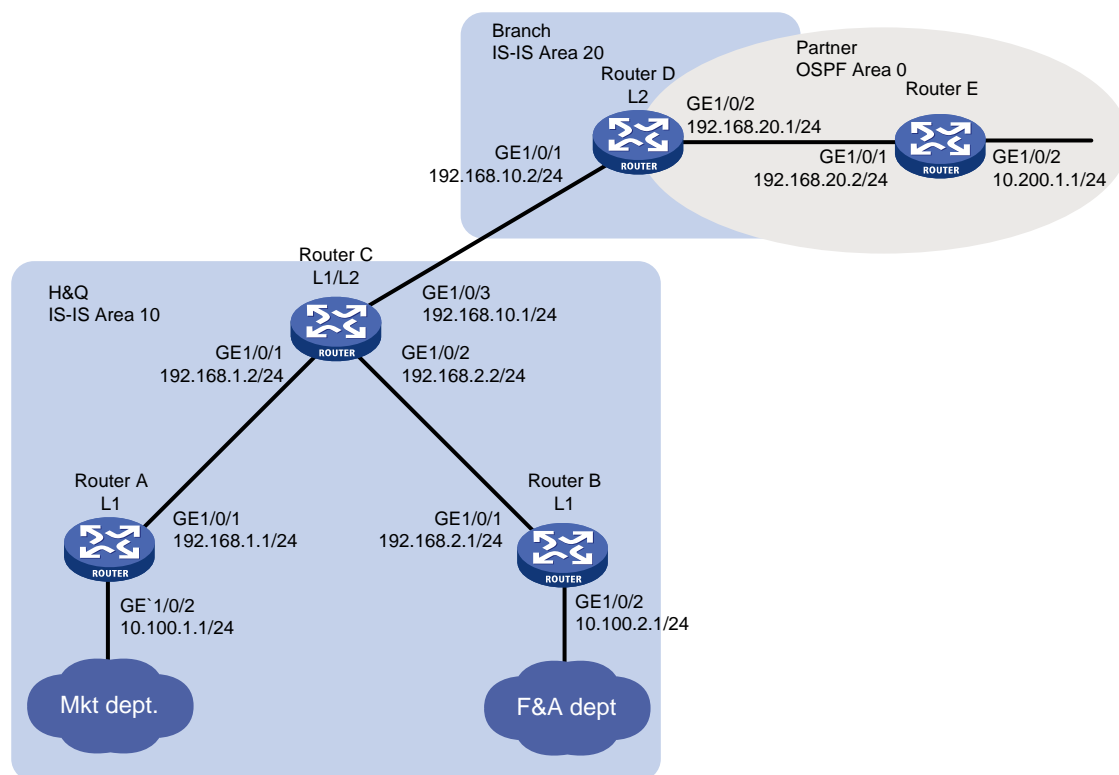 Branch
IS-IS Area 20
Partner
OSPF Area 0
Router D
L2
Router E
GE1/0/2
192.168.20.1/24
GE1/0/1
192.168.10.2/24
ROUTER
GE1/0/1
192.168.20.2/24
ROUTER
GE1/0/2
10.200.1.1/24
Router C
L1/L2
H&Q
IS-IS Area 10
GE1/0/3
192.168.10.1/24
ROUTER
GE1/0/1
192.168.1.2/24
GE1/0/2
192.168.2.2/24
Router A
L1
Router B
L1
GE1/0/1
192.168.1.1/24
GE1/0/1
192.168.2.1/24
ROUTER
ROUTER
GE`1/0/2
10.100.1.1/24
GE1/0/2
10.100.2.1/24
Mkt dept.
F&A dept